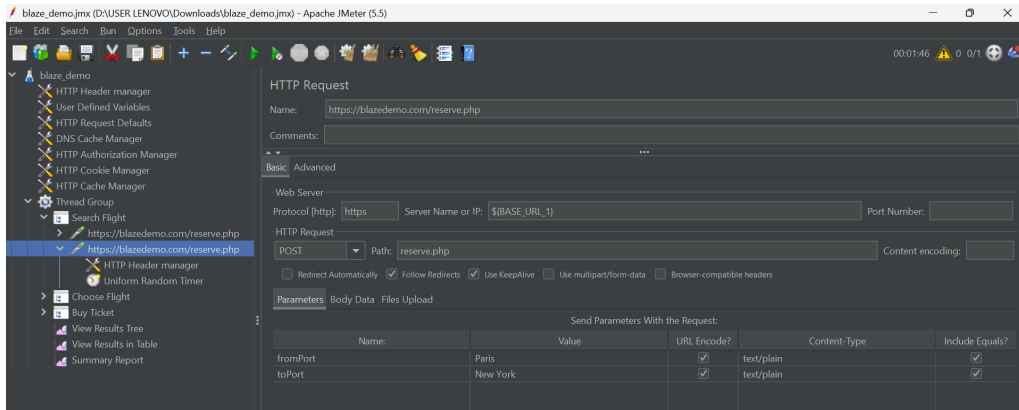 blaze_demo.jmx (D:\USER LENOVO\Downloads\blaze_demo.jmx) - Apache JMeter (5.5)
File Edit Search Run Options Tools Help
00:01:46 0 0/1
blaze_demo
HTTP Header manager
User Defined Variables
HTTP Request Defaults
DNS Cache Manager
HTTP Authorization Manager
HTTP Cookie Manager
HTTP Cache Manager
Thread Group
Search Flight
https://blazedemo.com/reserve.php
https://blazedemo.com/reserve.php
HTTP Header manager
Uniform Random Timer
Choose Flight
Buy Ticket
View Results Tree
View Results in Table
Summary Report
HTTP Request
Name: https://blazedemo.com/reserve.php
Comments:
Basic Advanced
Web Server
Protocol [http]: https Server Name or IP: ${BASE_URL_1} Port Number:
HTTP Request
POST Path: reserve.php Content encoding:
Redirect Automatically Follow Redirects Use KeepAlive Use multipart/form-data Browser-compatible headers
Parameters Body Data Files Upload
Send Parameters With the Request:
Name: Value URL Encode? Content-Type Include Equals?
fromPort Paris text/plain
toPort New York text/plain